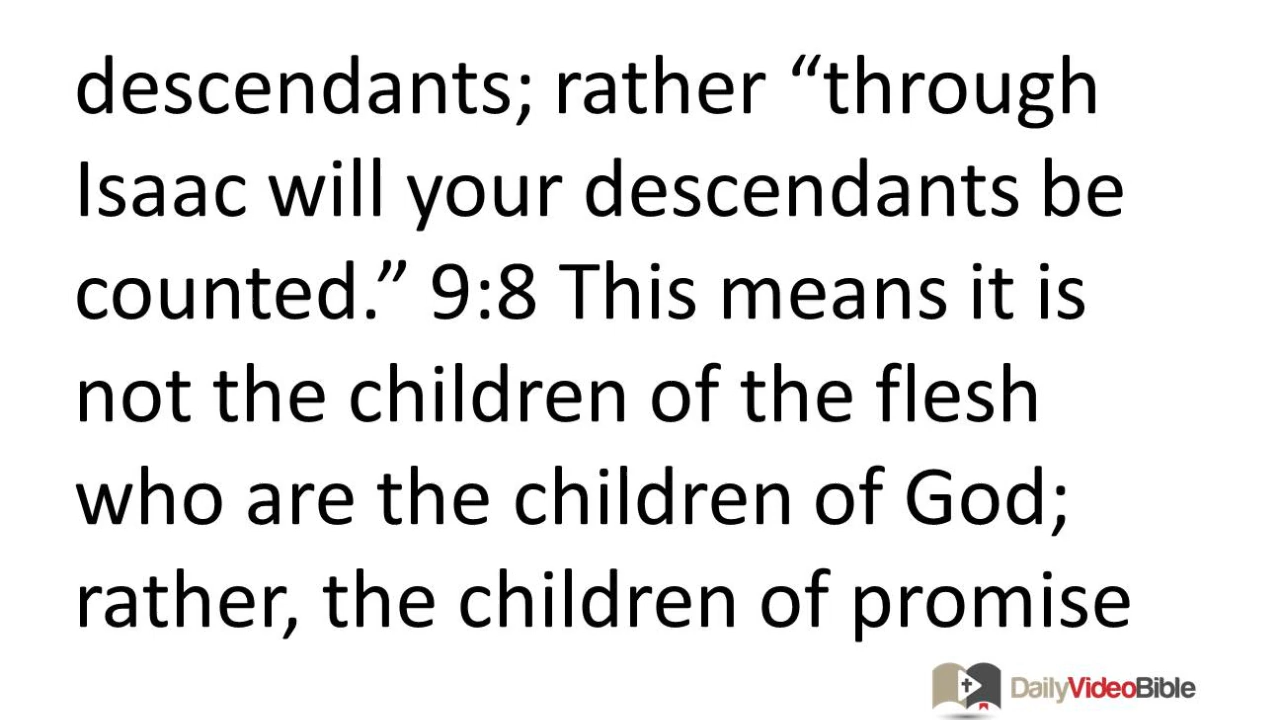 descendants; rather “through
Isaac will your descendants be
counted.” 9:8 This means it is
not the children of the flesh
who are the children of God;
rather, the children of promise
DailyVideoBible